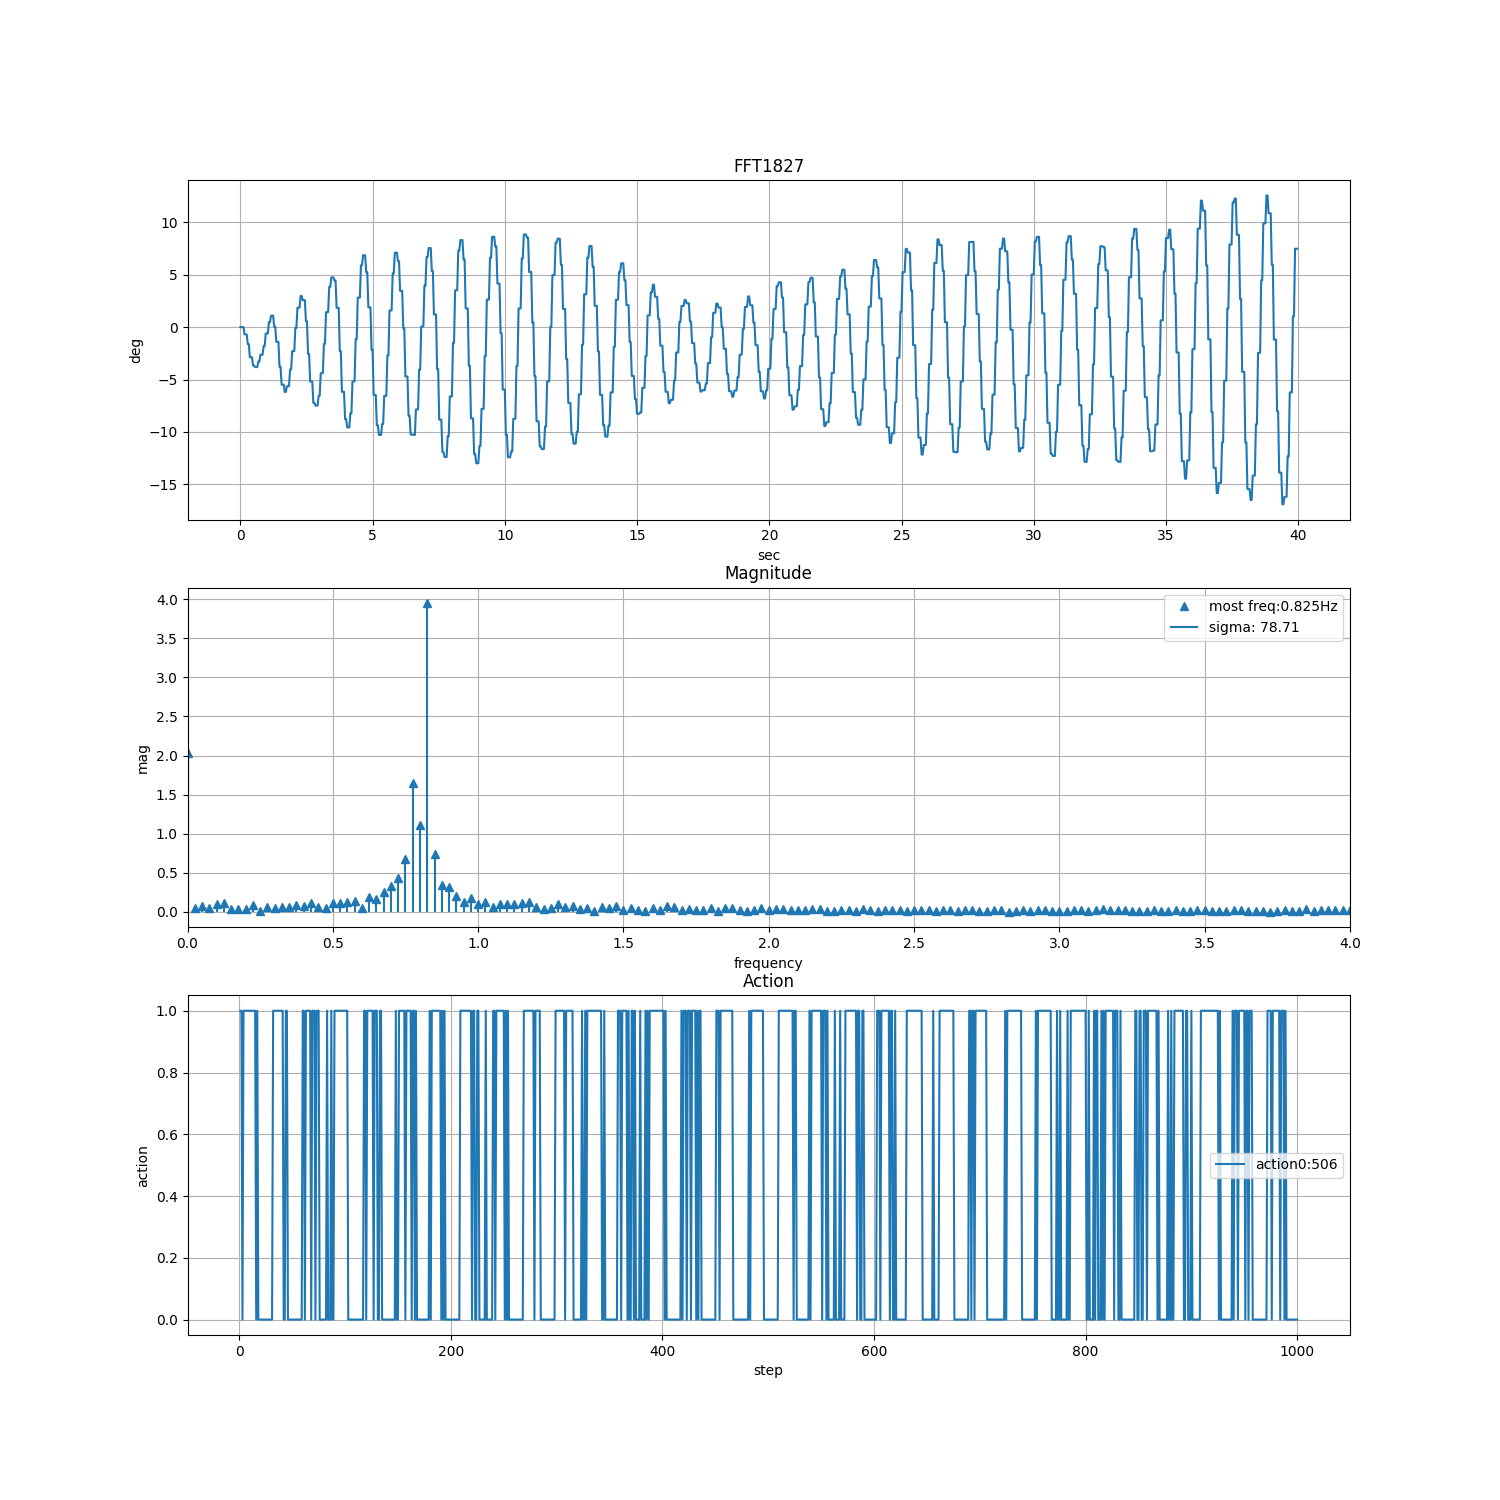 FFT1827
10
5
0
−5
−10
−15
deg
0 5 10 15 20 25 30 35 40
sec
Magnitude
4.0
3.5
3.0
2.5
2.0
1.5
1.0
0.5
0.0
mag
most freq:0.825Hz
sigma: 78.71
0.0 0.5 1.0 1.5 2.0 2.5 3.0 3.5 4.0
frequency
Action
1.0
0.8
0.6
0.4
0.2
0.0
action
action0:506
0 200 400 600 800 1000
step